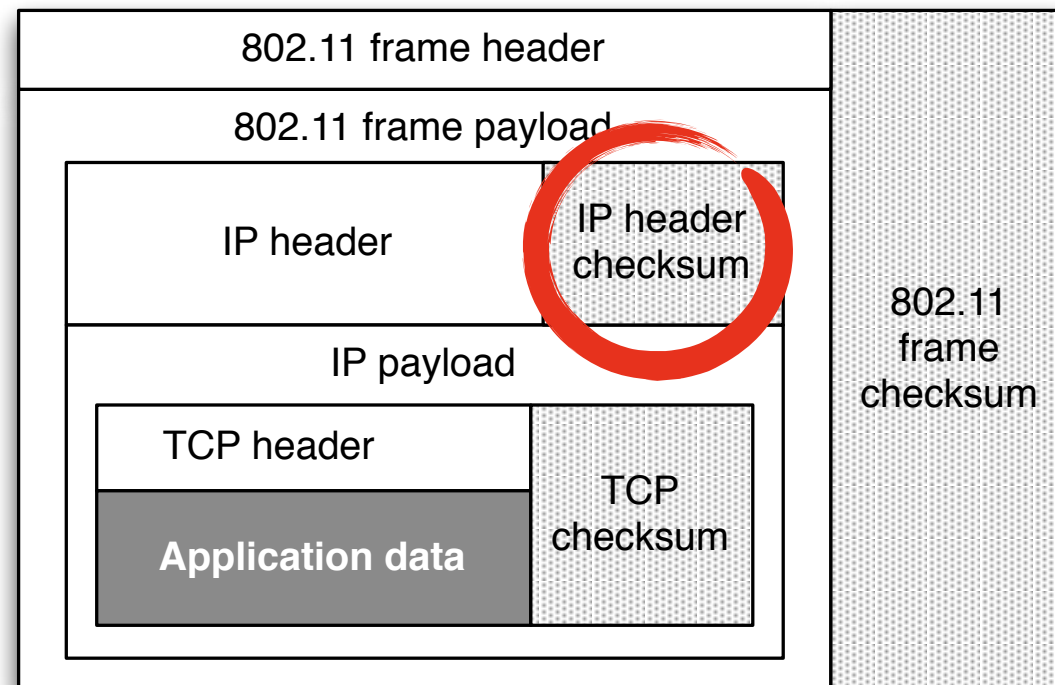 802.11 frame header
802.11 frame payload
IP header
IP header
checksum
802.11
frame
checksum
IP payload
TCP header
TCP
checksum
Application data